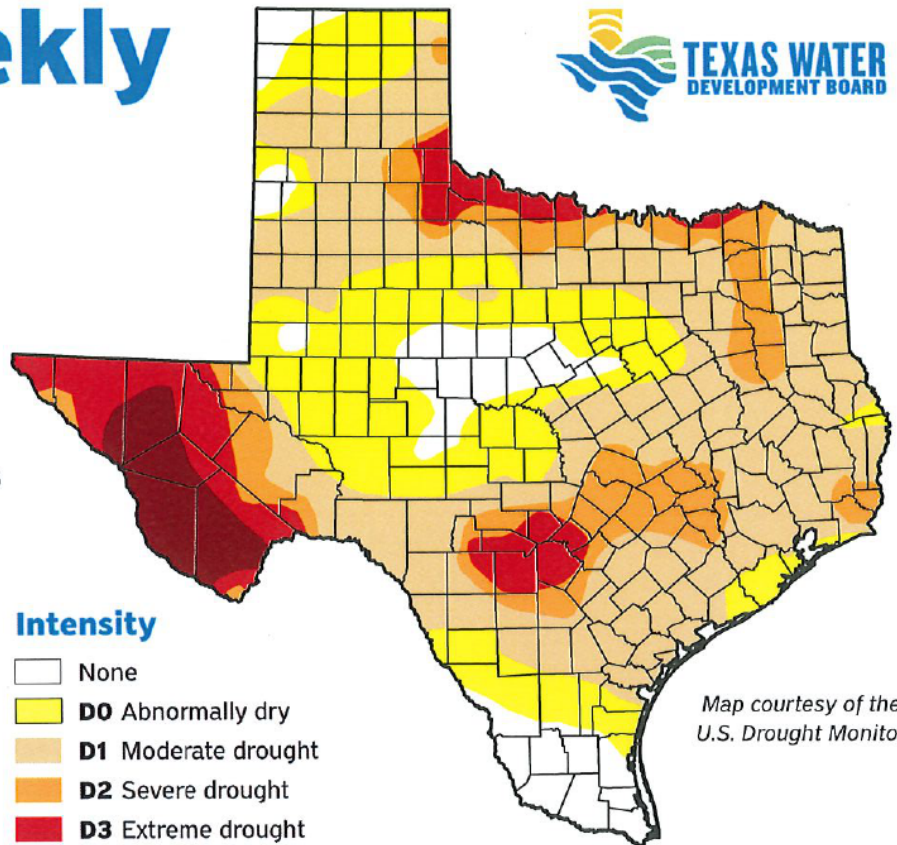 ekly
TEXAS WATER
DEVELOPMENT BOARD
Intensity
None
D0 Abnormally dry
D1 Moderate drought
D2 Severe drought
D3 Extreme drought
Map courtesy of the
U.S. Drought Monito